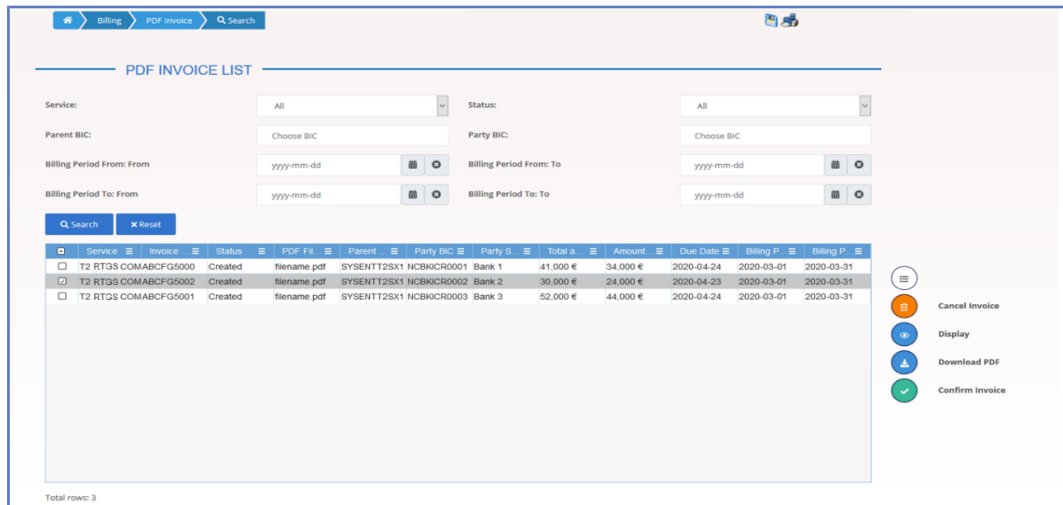 Billing PDF Invoice Search
PDF INVOICE LIST
Service: All Status: All
Parent BIC: Choose BIC Party BIC: Choose BIC
Billing Period From: From yyyy-mm-dd Billing Period From: To yyyy-mm-dd
Billing Period To: From yyyy-mm-dd Billing Period To: To yyyy-mm-dd
Search Reset
Service Invoice ... Status PDF Fil... Parent ... Party BIC Party S... Total a... Amount... Due Date Billing P... Billing P...
T2 RTGS COMABCFG5000 Created filename.pdf SYSENTT2SX1 NCBKICR0001 Bank 1 41,000 € 34,000 € 2020-04-24 2020-03-01 2020-03-31
T2 RTGS COMABCFG5002 Created filename.pdf SYSENTT2SX1 NCBKICR0002 Bank 2 30,000 € 24,000 € 2020-04-23 2020-03-01 2020-03-31
T2 RTGS COMABCFG5001 Created filename.pdf SYSENTT2SX1 NCBKICR0003 Bank 3 52,000 € 44,000 € 2020-04-24 2020-03-01 2020-03-31
Cancel Invoice
Display
Download PDF
Confirm Invoice
Total rows: 3